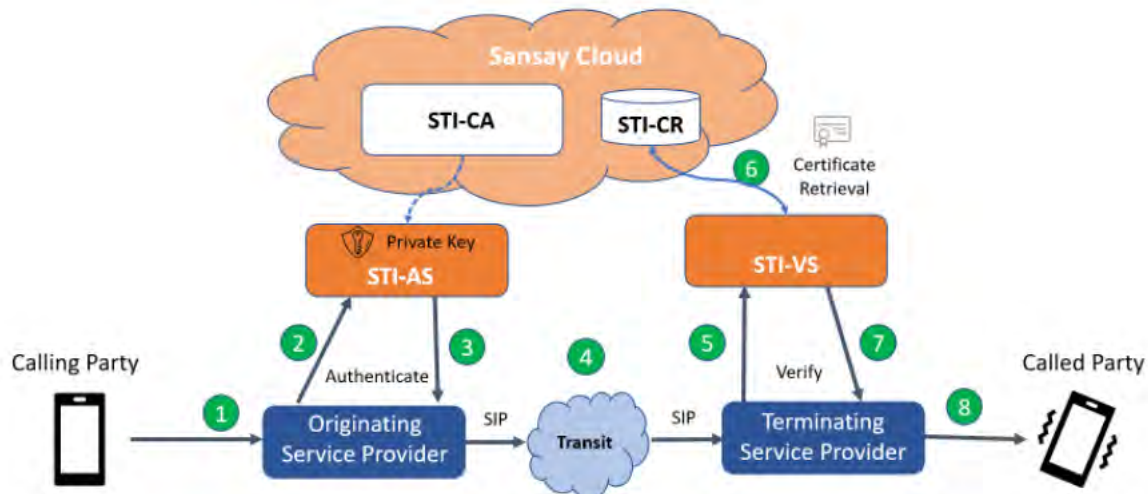 Sansay Cloud
STI-CA
STI-CR
6
Certificate
Retrieval
Private Key
STI-AS
STI-VS
2
3
4
5
7
Calling Party
Called Party
Authenticate
Verify
1
8
Originating
Service Provider
SIP
Transit
SIP
Terminating
Service Provider